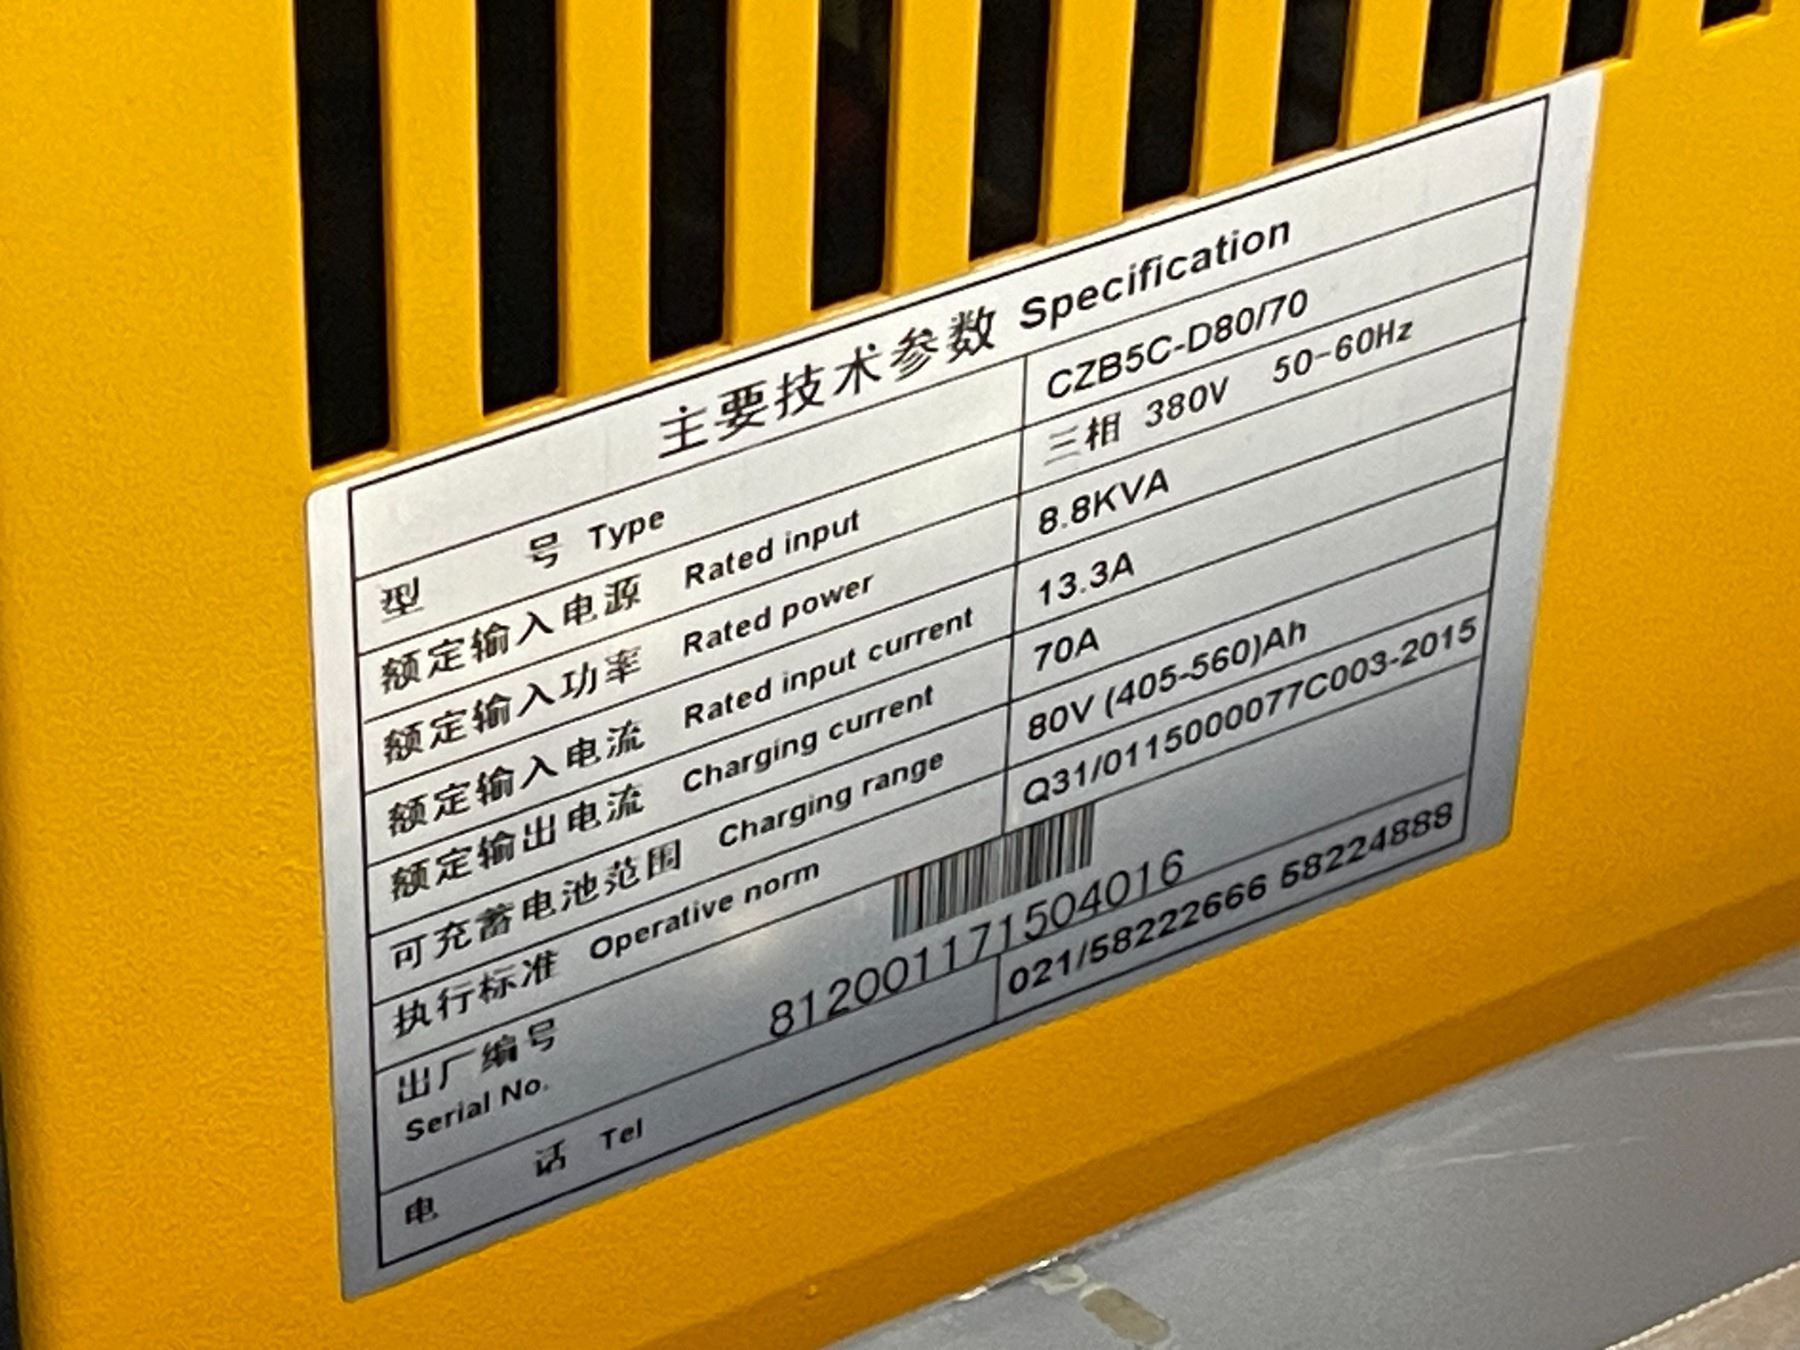 主要技术参数 Specification
型 号 Type CZB5C-D80/70
额定输入电源 Rated input 三相 380V 50-60Hz
额定输入功率 Rated power 8.8KVA
额定输入电流 Rated input current 13.3A
额定输出电流 Charging current 70A
可充蓄电池范围 Charging range 80V (405-560)Ah
执行标准 Operative norm Q31/0115000077C003-2015
出厂编号
Serial No. 812001171504016
电 话 Tel 021/58222666 58224888